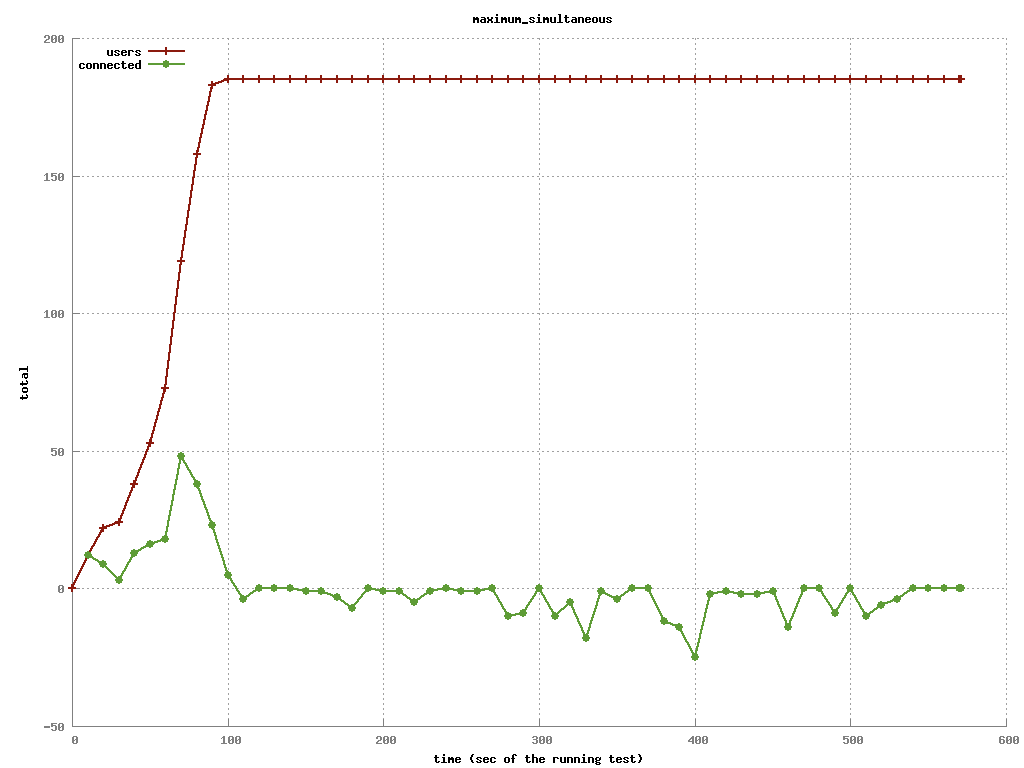 maximum_simultaneous
200
users
connected
150
100
total
50
0
-50
0 100 200 300 400 500 600
time (sec of the running test)